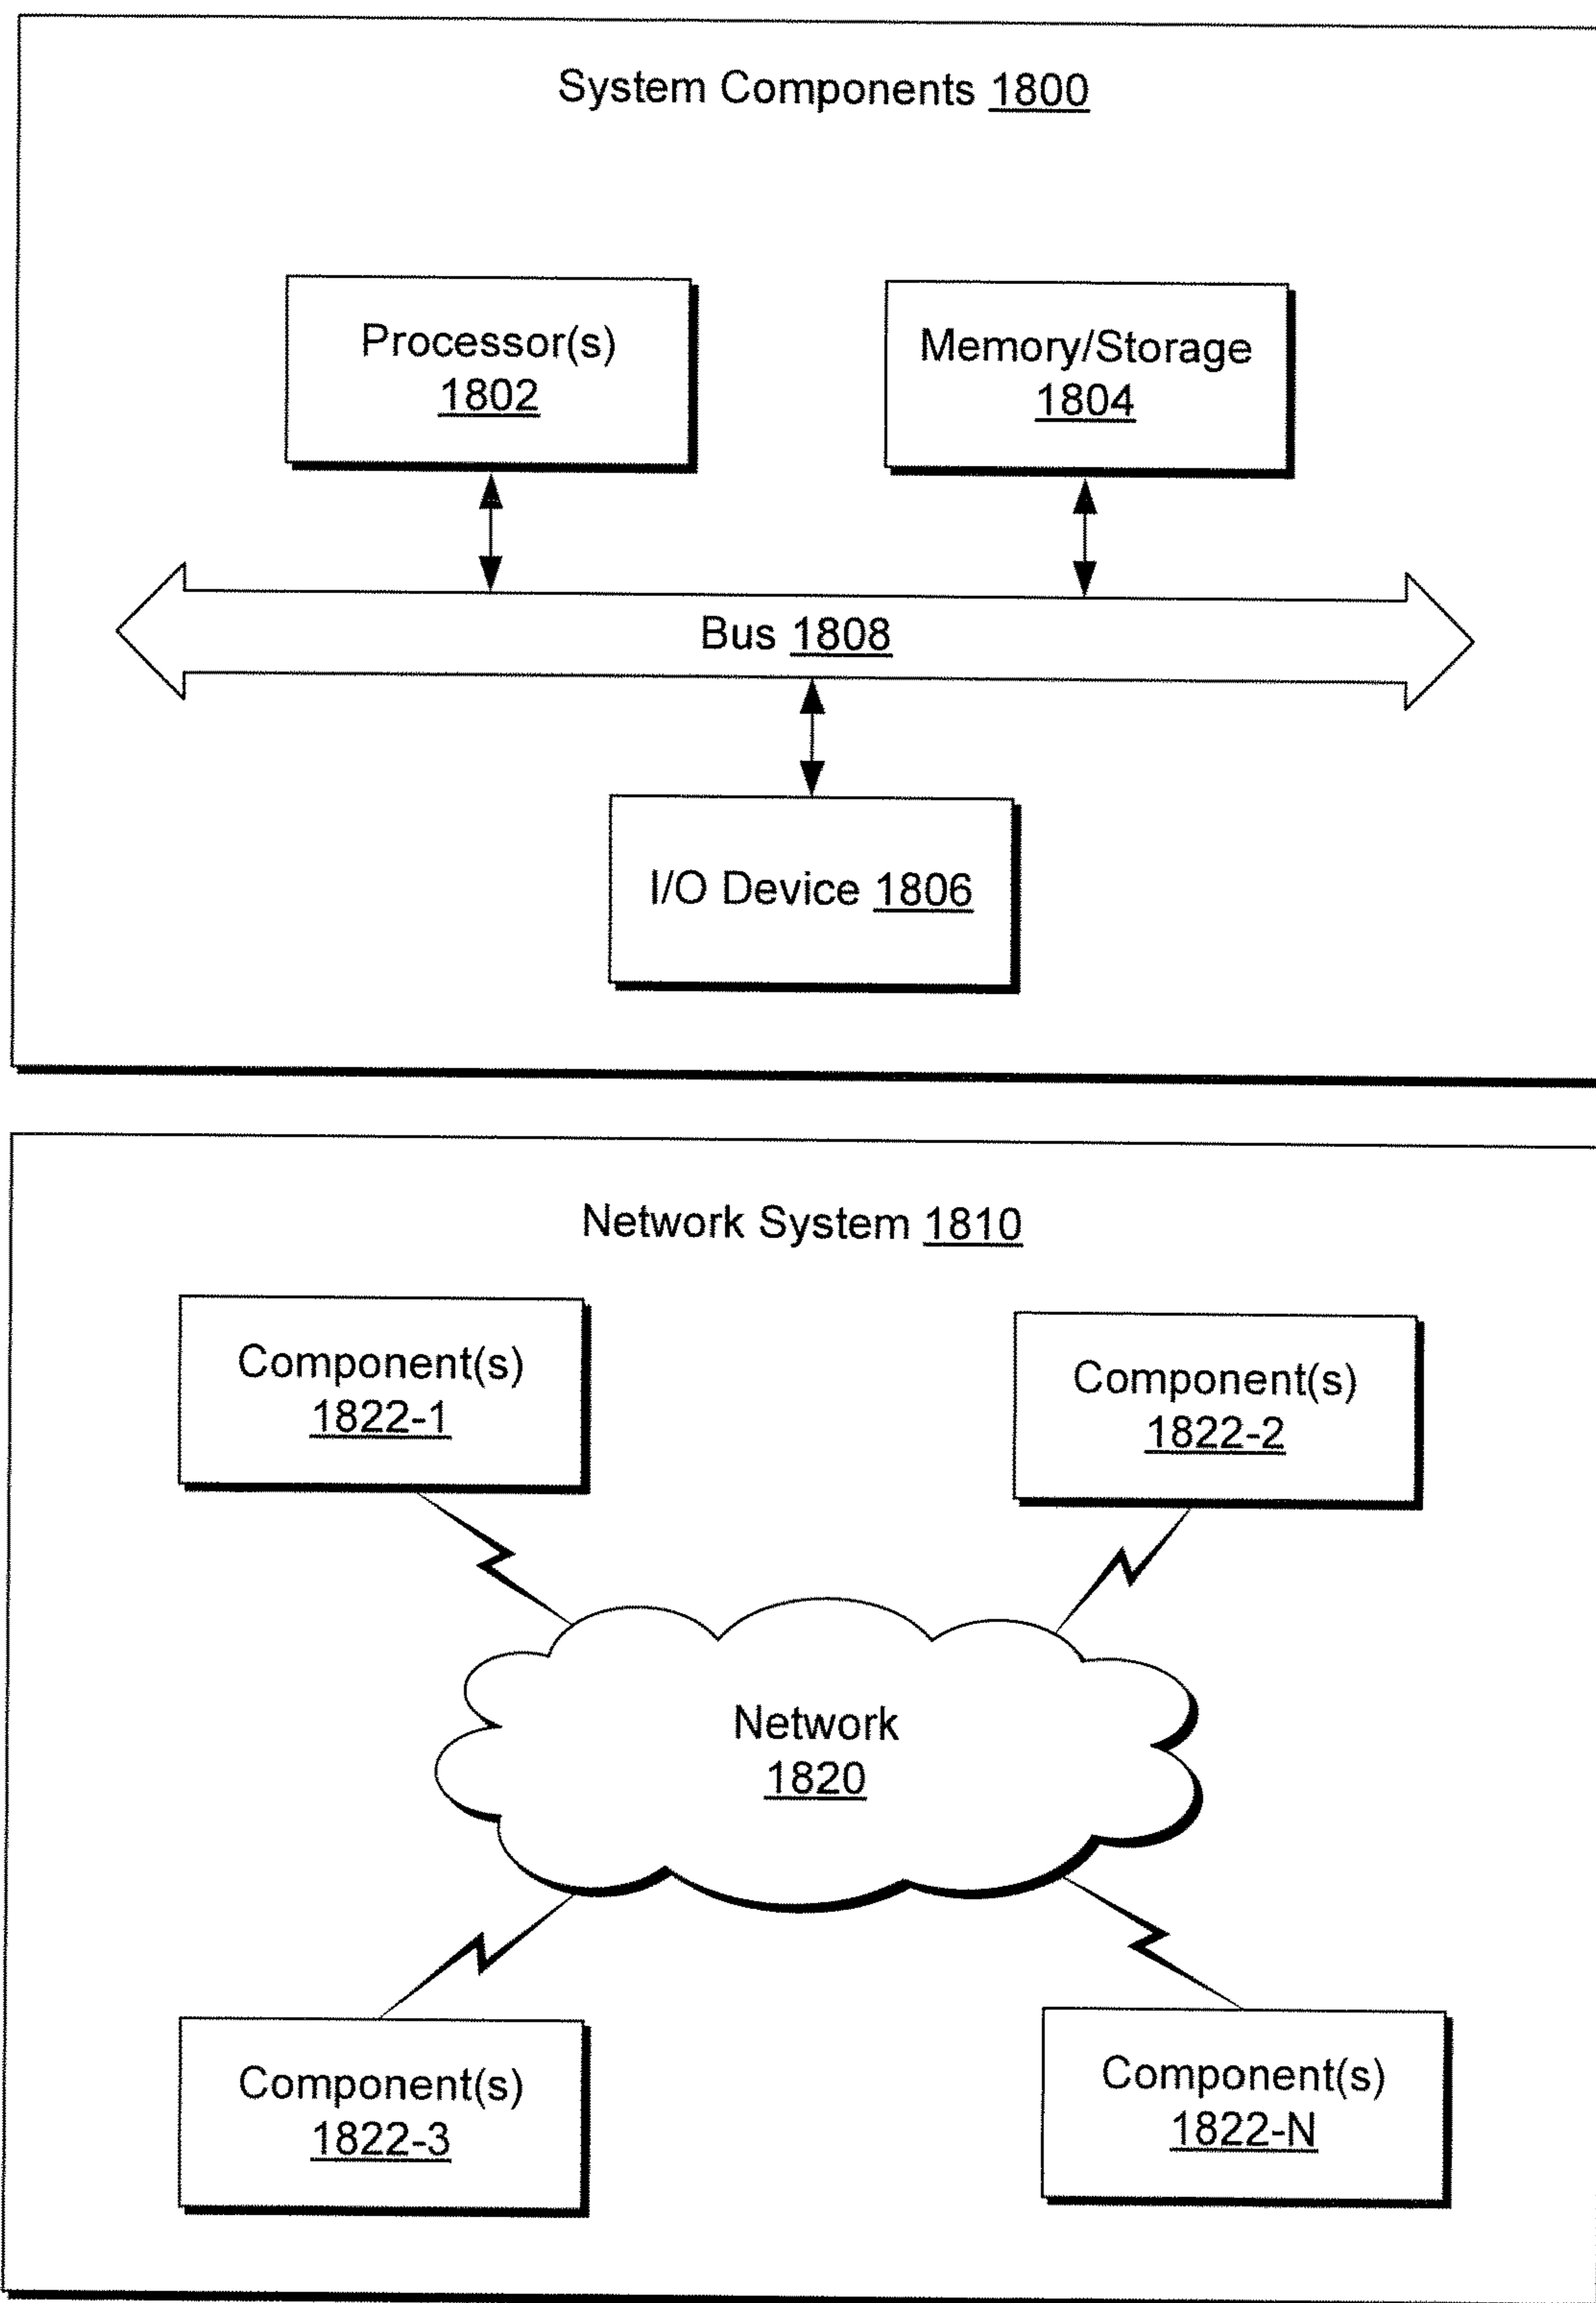 System Components 1800
Processor(s)
1802
Memory/Storage
1804
Bus 1808
I/O Device 1806
Network System 1810
Component(s)
1822-1
Component(s)
1822-2
Network
1820
Component(s)
1822-3
Component(s)
1822-N